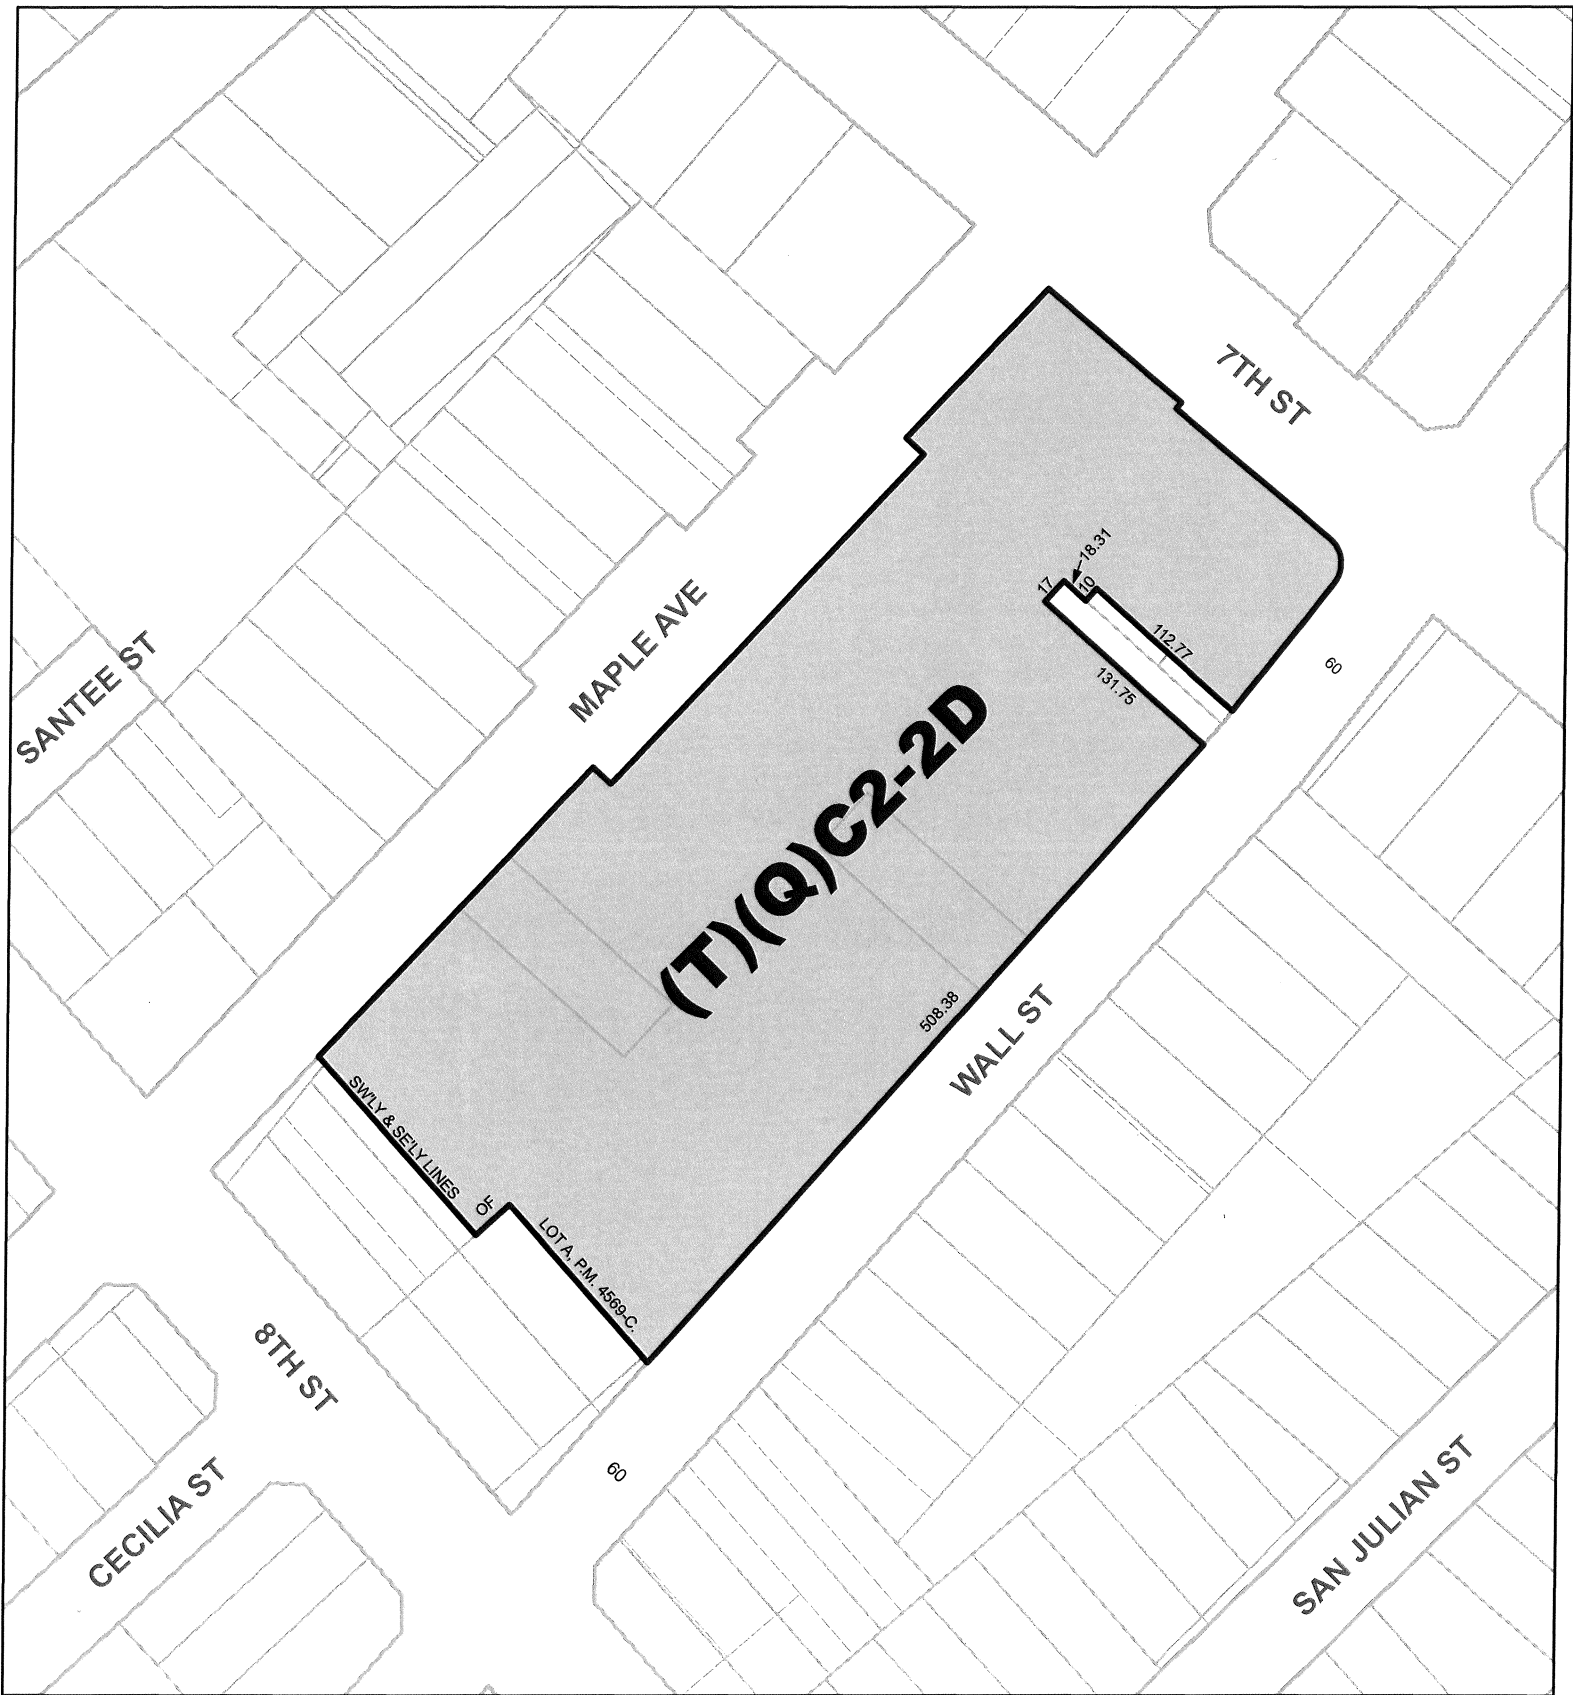 7TH ST
18.31
17
10
112.77
131.75
60
MAPLE AVE
SANTEE ST
(T)(Q)C2-2D
508.38
WALL ST
SW'LY & SE'LY LINES
OF
LOT A, P.M. 4569-C.
8TH ST
60
CECILIA ST
SAN JULIAN ST